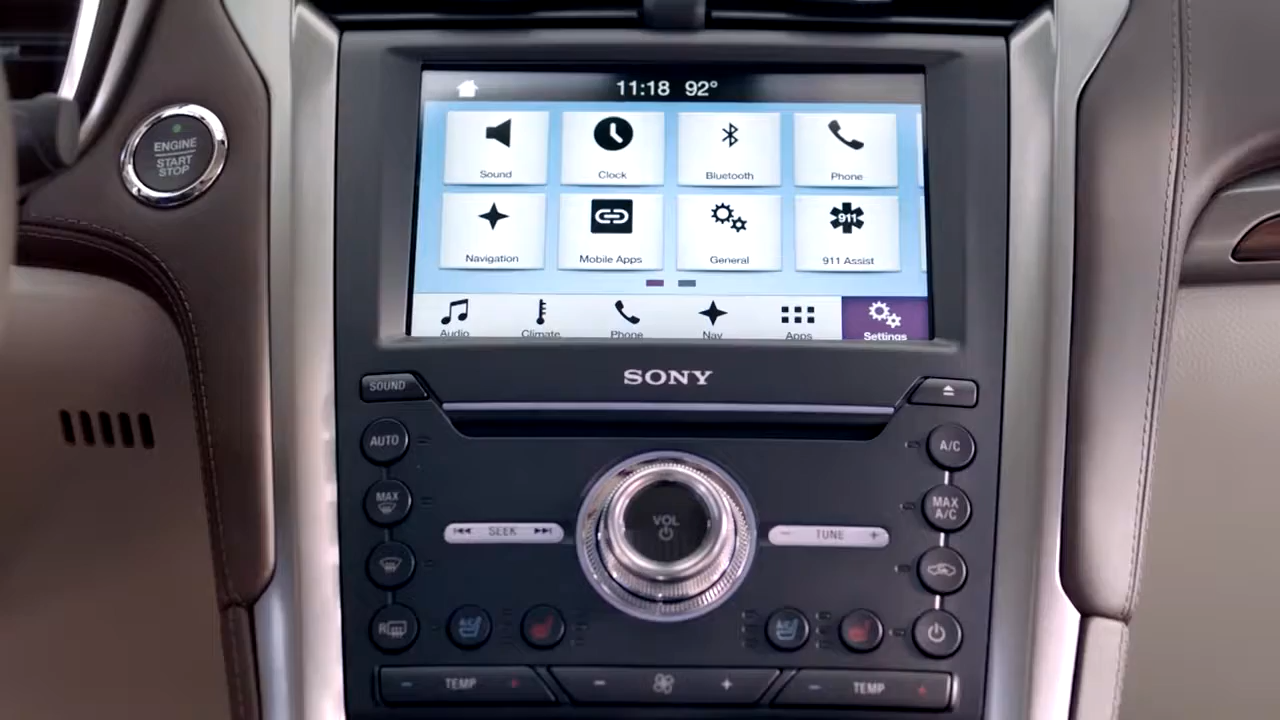 11:18 92°
ENGINE
START
STOP
Sound Clock Bluetooth Phone
911
Navigation Mobile Apps General 911 Assist
Audio Climate Phone Nav Apps Settings
SONY
SOUND
AUTO
A/C
MAX
MAX
A/C
SEEK
VOL
- TUNE +
R
A/C
A/C
- TEMP +
- +
- TEMP +